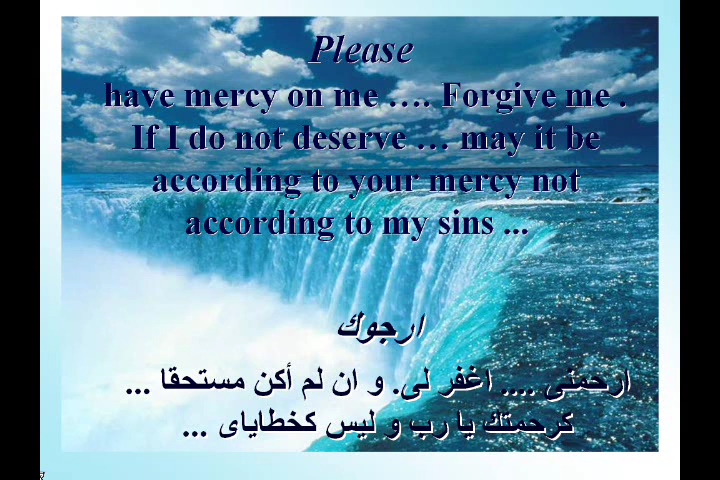 Please
have mercy on me …. Forgive me .
If I do not deserve … may it be
according to your mercy not
according to my sins ...
ارجوك
ارحمنى .... اغفر لى. و ان لم أكن مستحقا ...
كرحمتك يا رب و ليس كخطاياى ...